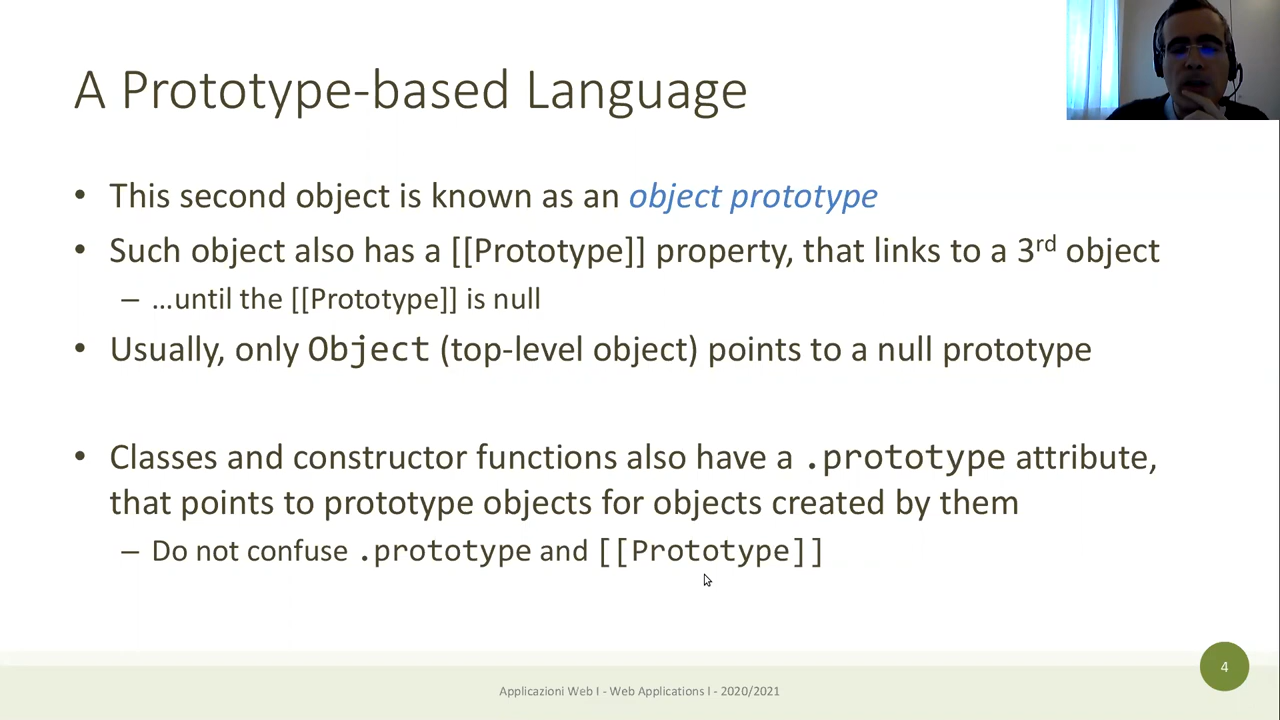 A Prototype-based Language
• This second object is known as an object prototype
• Such object also has a [[Prototype]] property, that links to a 3rd object
– …until the [[Prototype]] is null
• Usually, only Object (top-level object) points to a null prototype
• Classes and constructor functions also have a .prototype attribute,
that points to prototype objects for objects created by them
– Do not confuse .prototype and [[Prototype]]
4
Applicazioni Web I - Web Applications I - 2020/2021